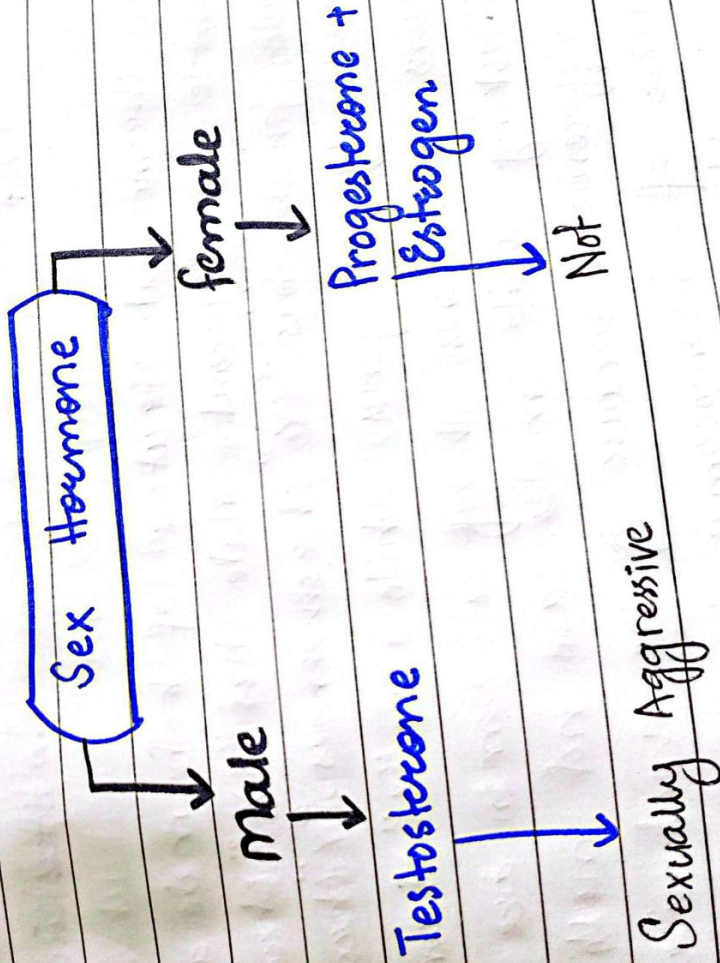 Sex Hormone
Male female
Testosterone Progesterone +
Estrogen
Not
Sexually Aggressive